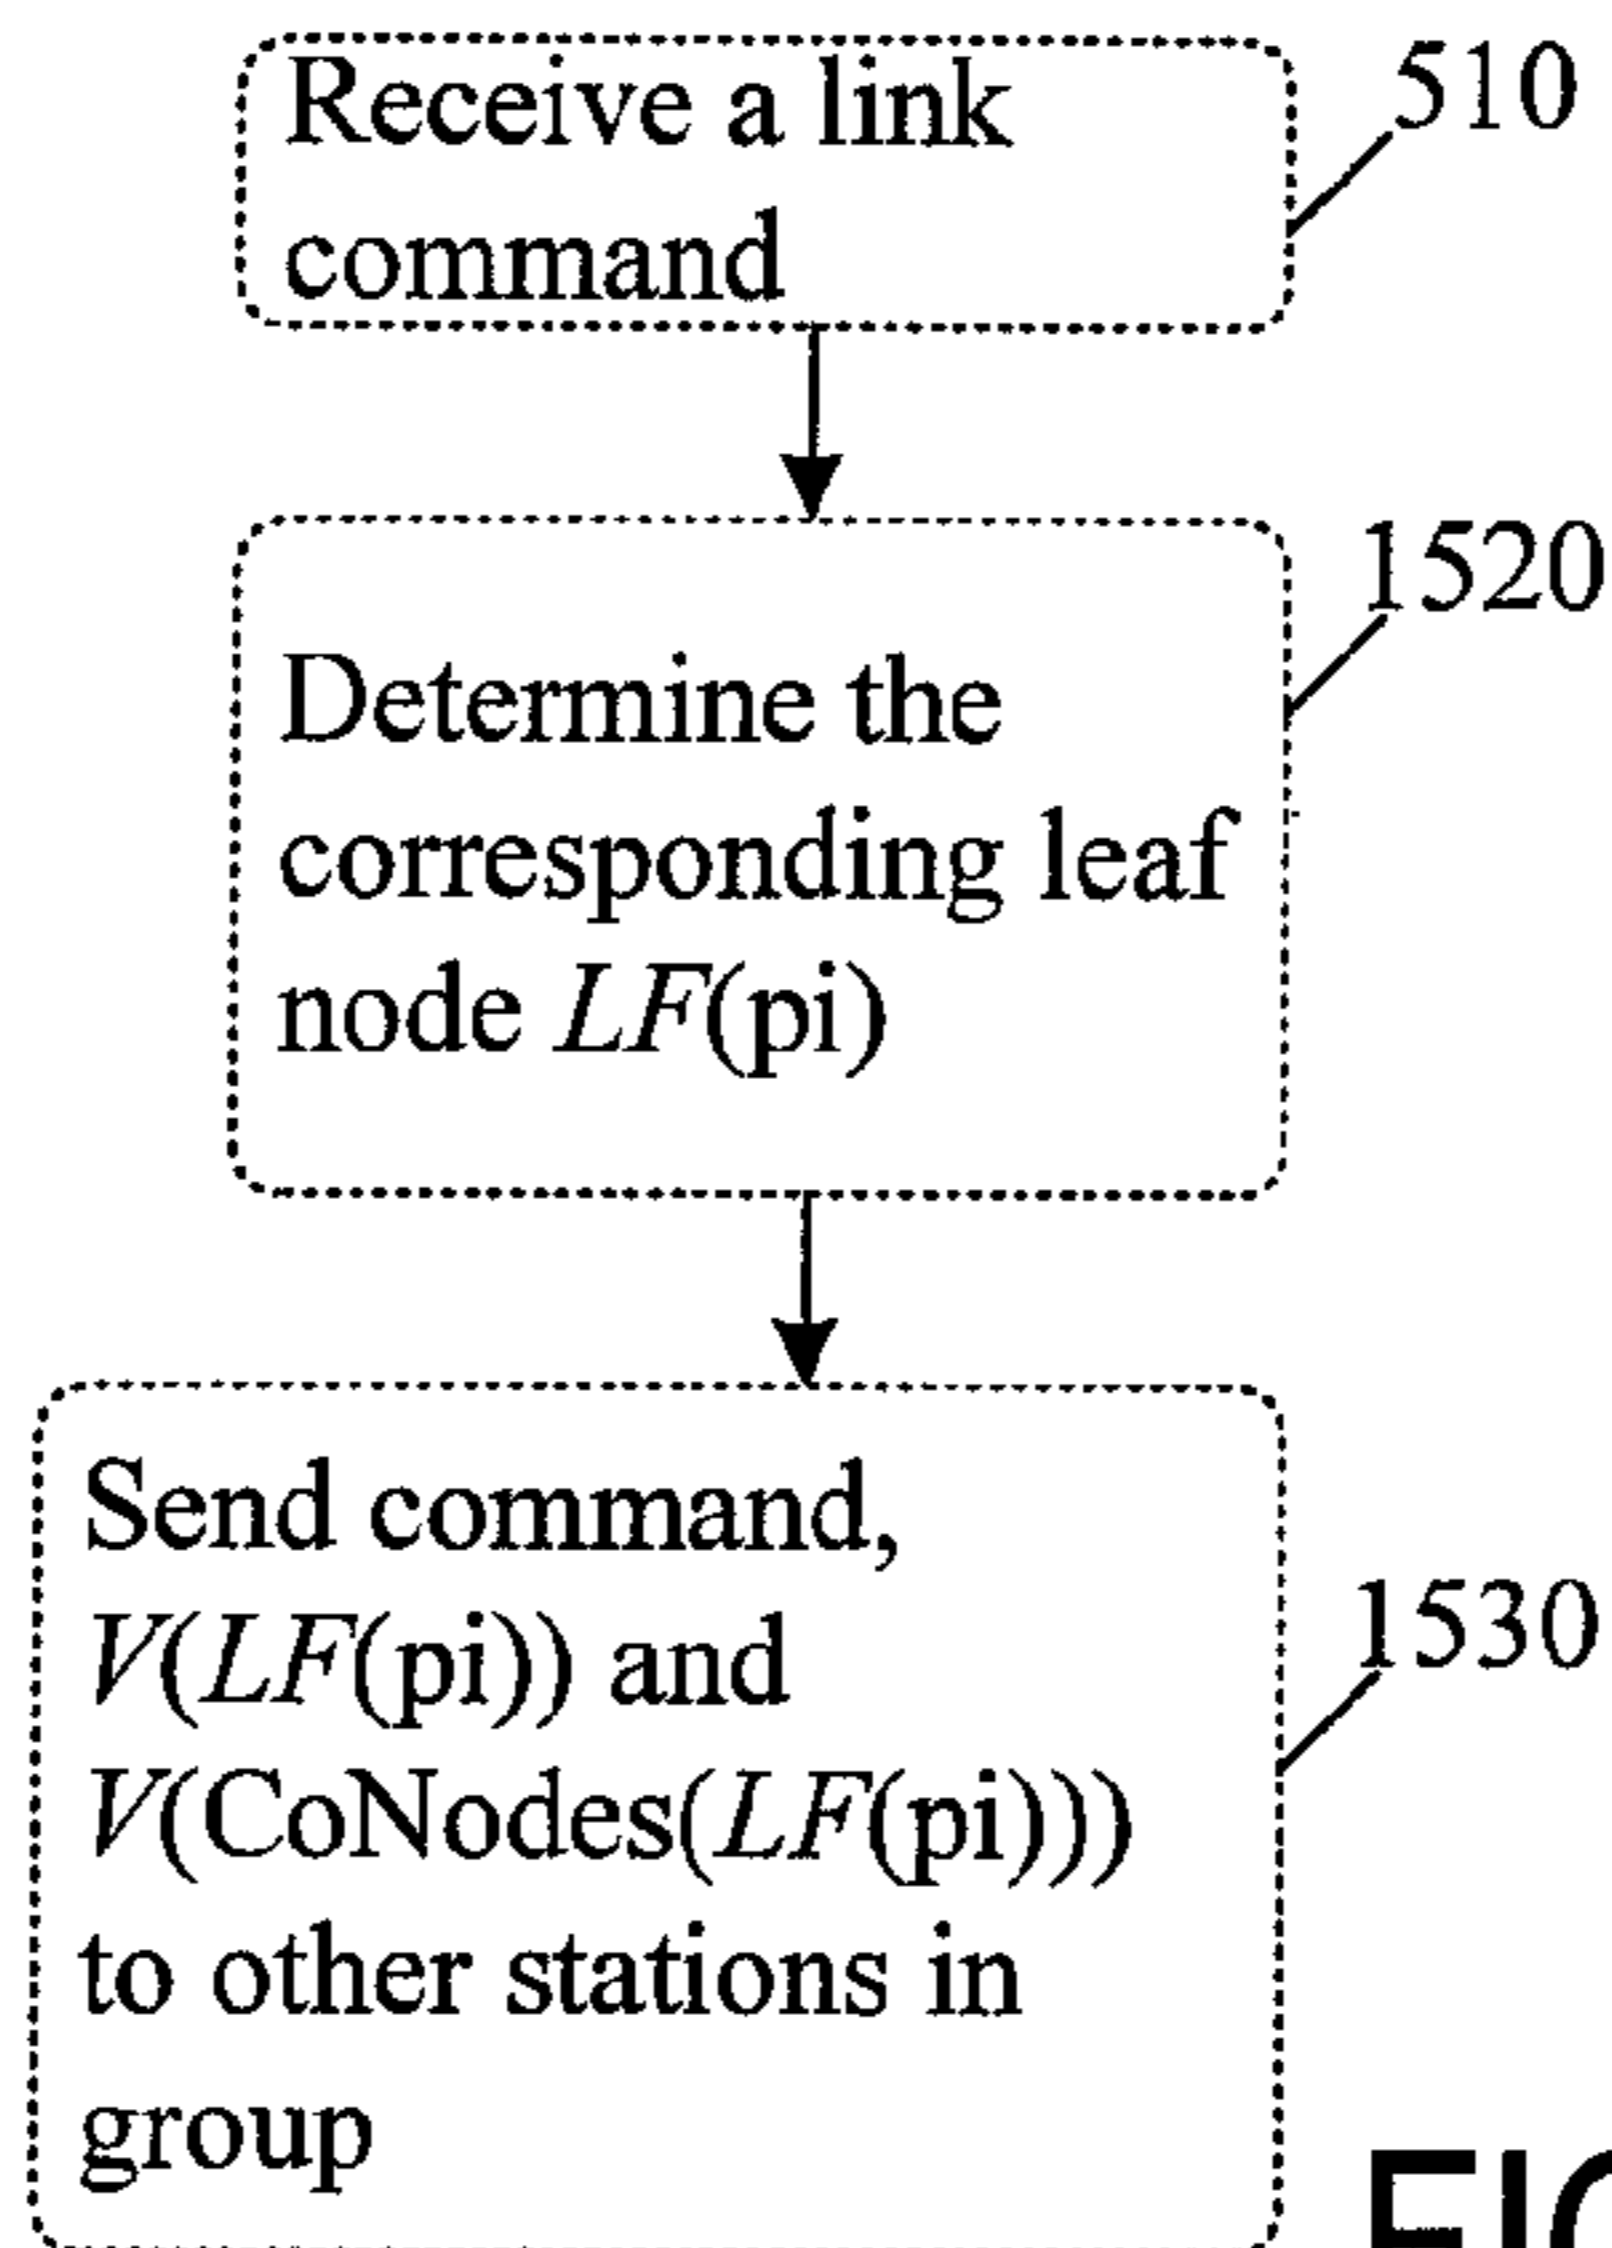 Receive a link
command
510
Determine the
corresponding leaf
node LF(pi)
1520
Send command,
V(LF(pi)) and
V(CoNodes(LF(pi)))
to other stations in
group
1530